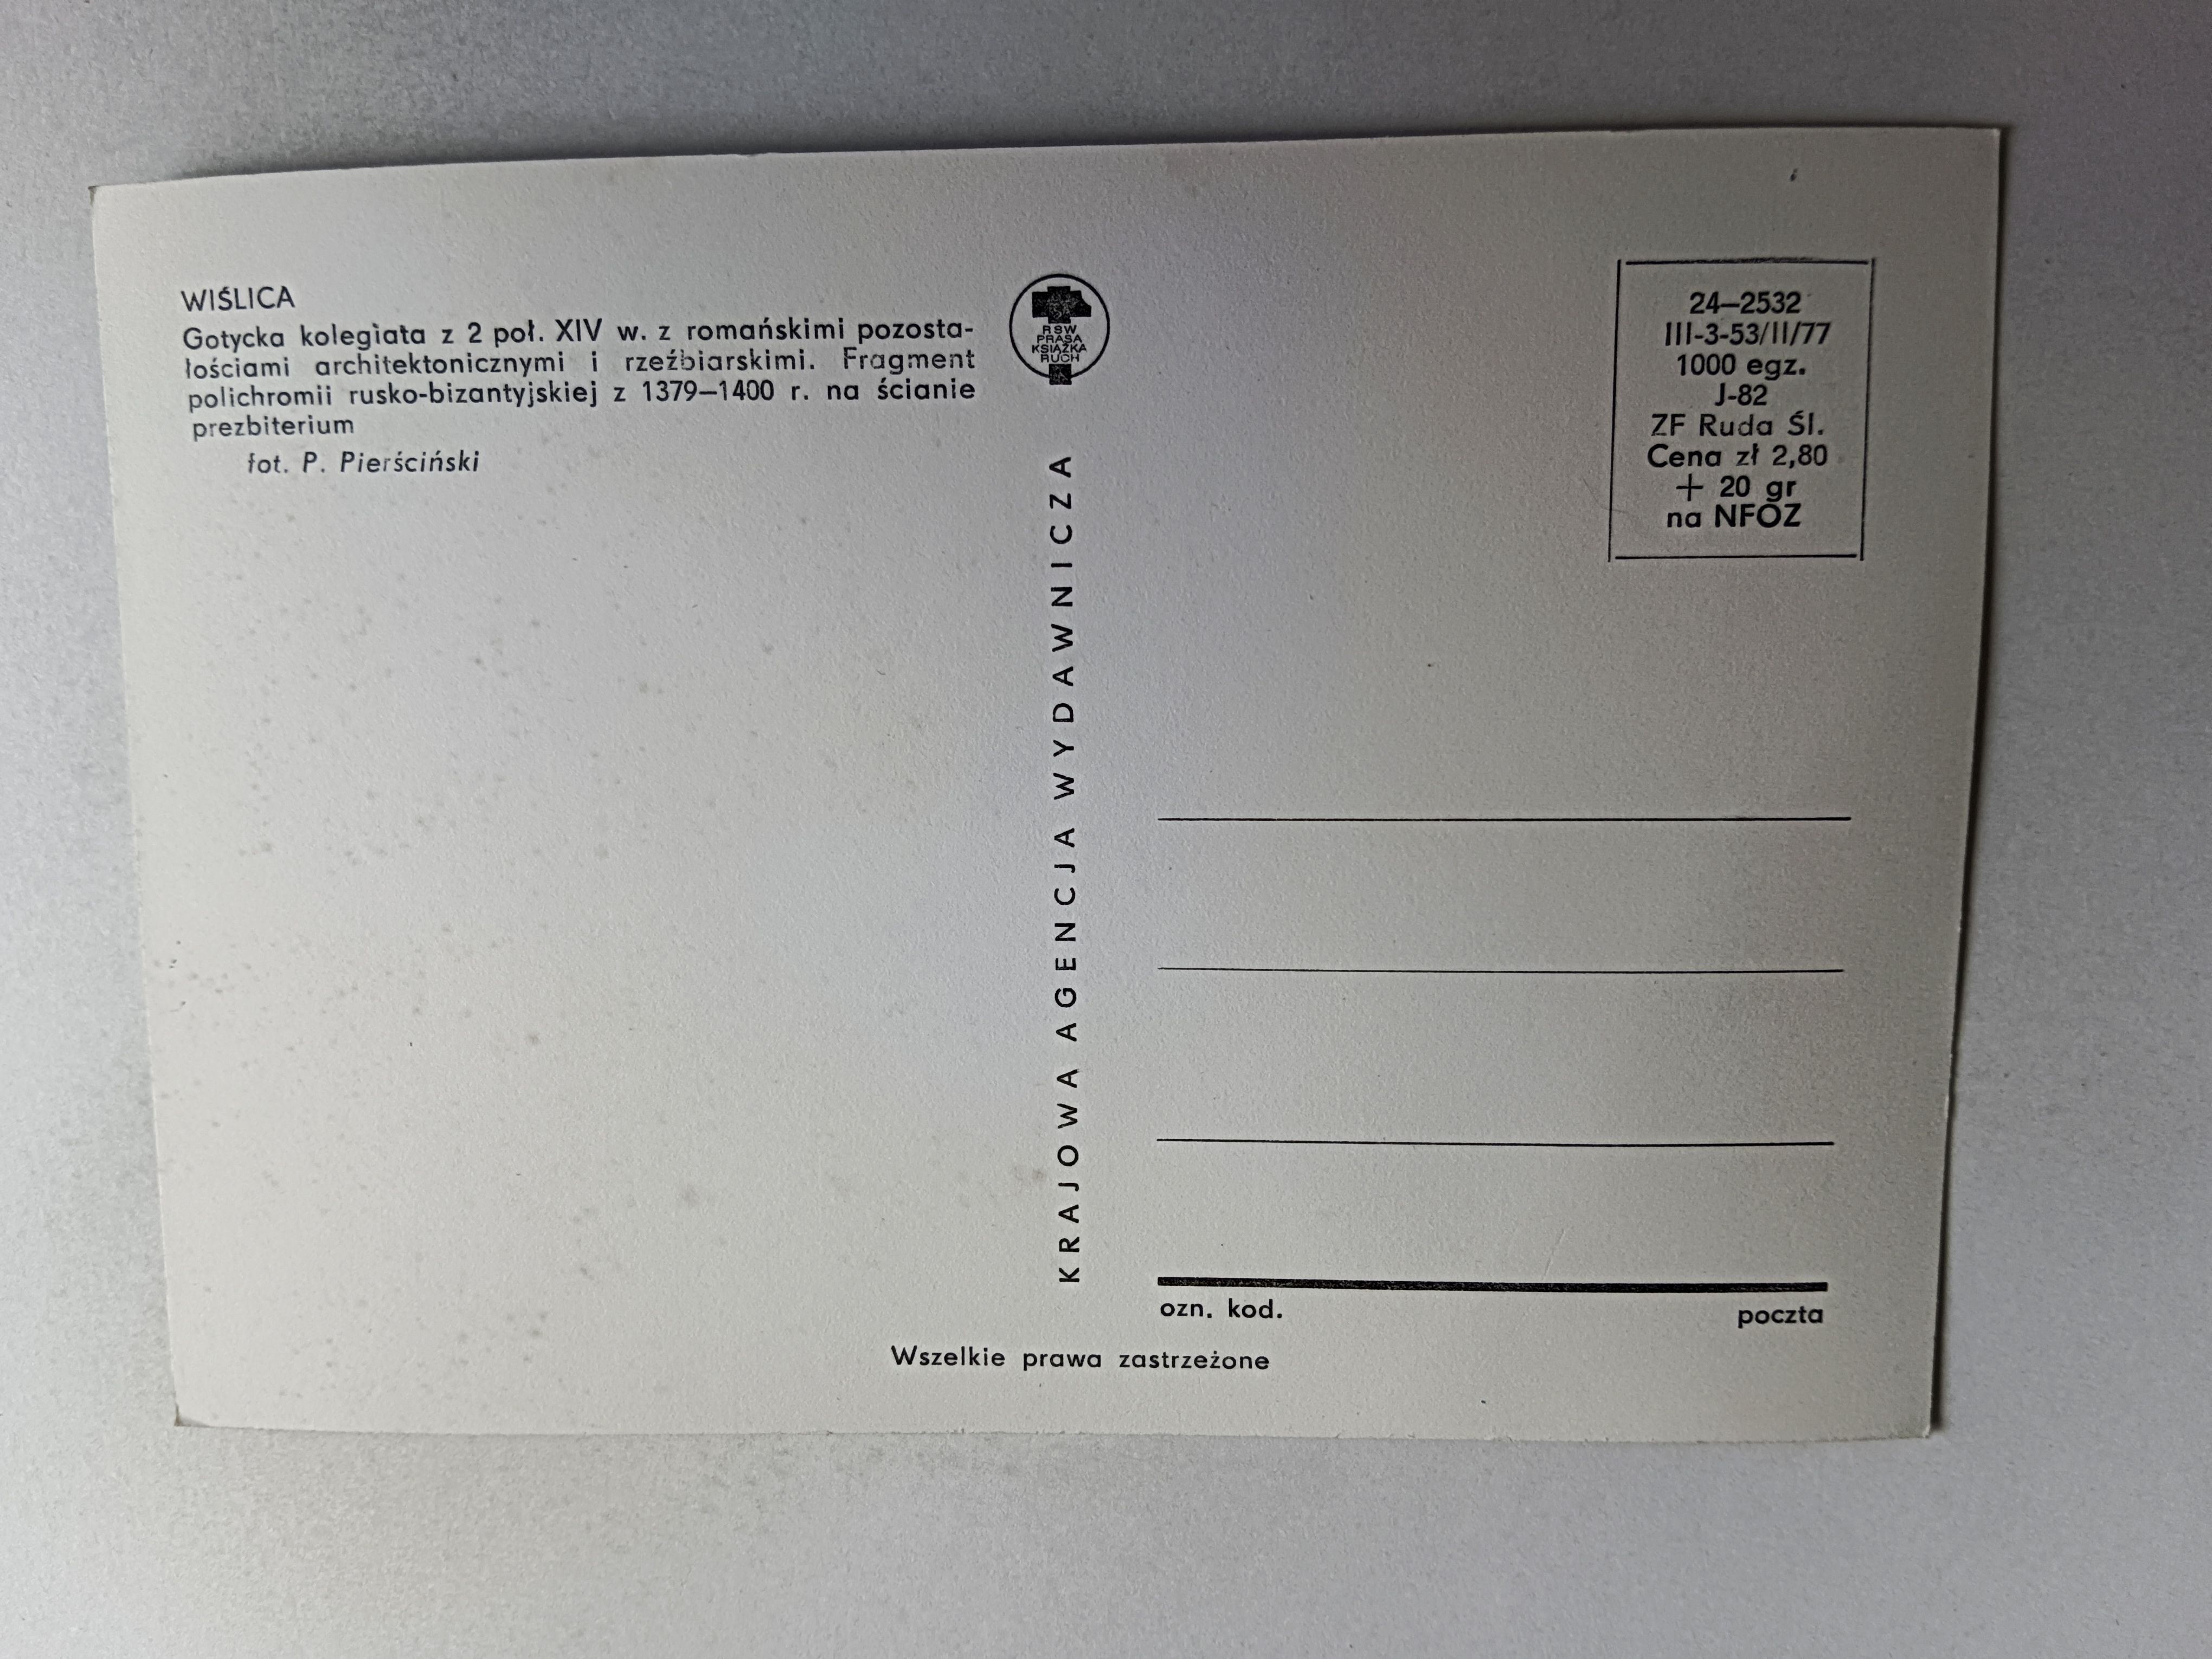 WIŚLICA
Gotycka kolegiata z 2 poł. XIV w. z romańskimi pozosta-
łościami architektonicznymi i rzeźbiarskimi. Fragment
polichromii rusko-bizantyjskiej z 1379–1400 r. na ścianie
prezbiterium
fot. P. Pierściński
RSW
PRASA
KSIĄŻKA
RUCH
KRAJOWA AGENCJA WYDAWNICZA
24–2532
III-3-53/II/77
1000 egz.
J-82
ZF Ruda Śl.
Cena zł 2,80
+ 20 gr
na NFOZ
ozn. kod.
poczta
Wszelkie prawa zastrzeżone